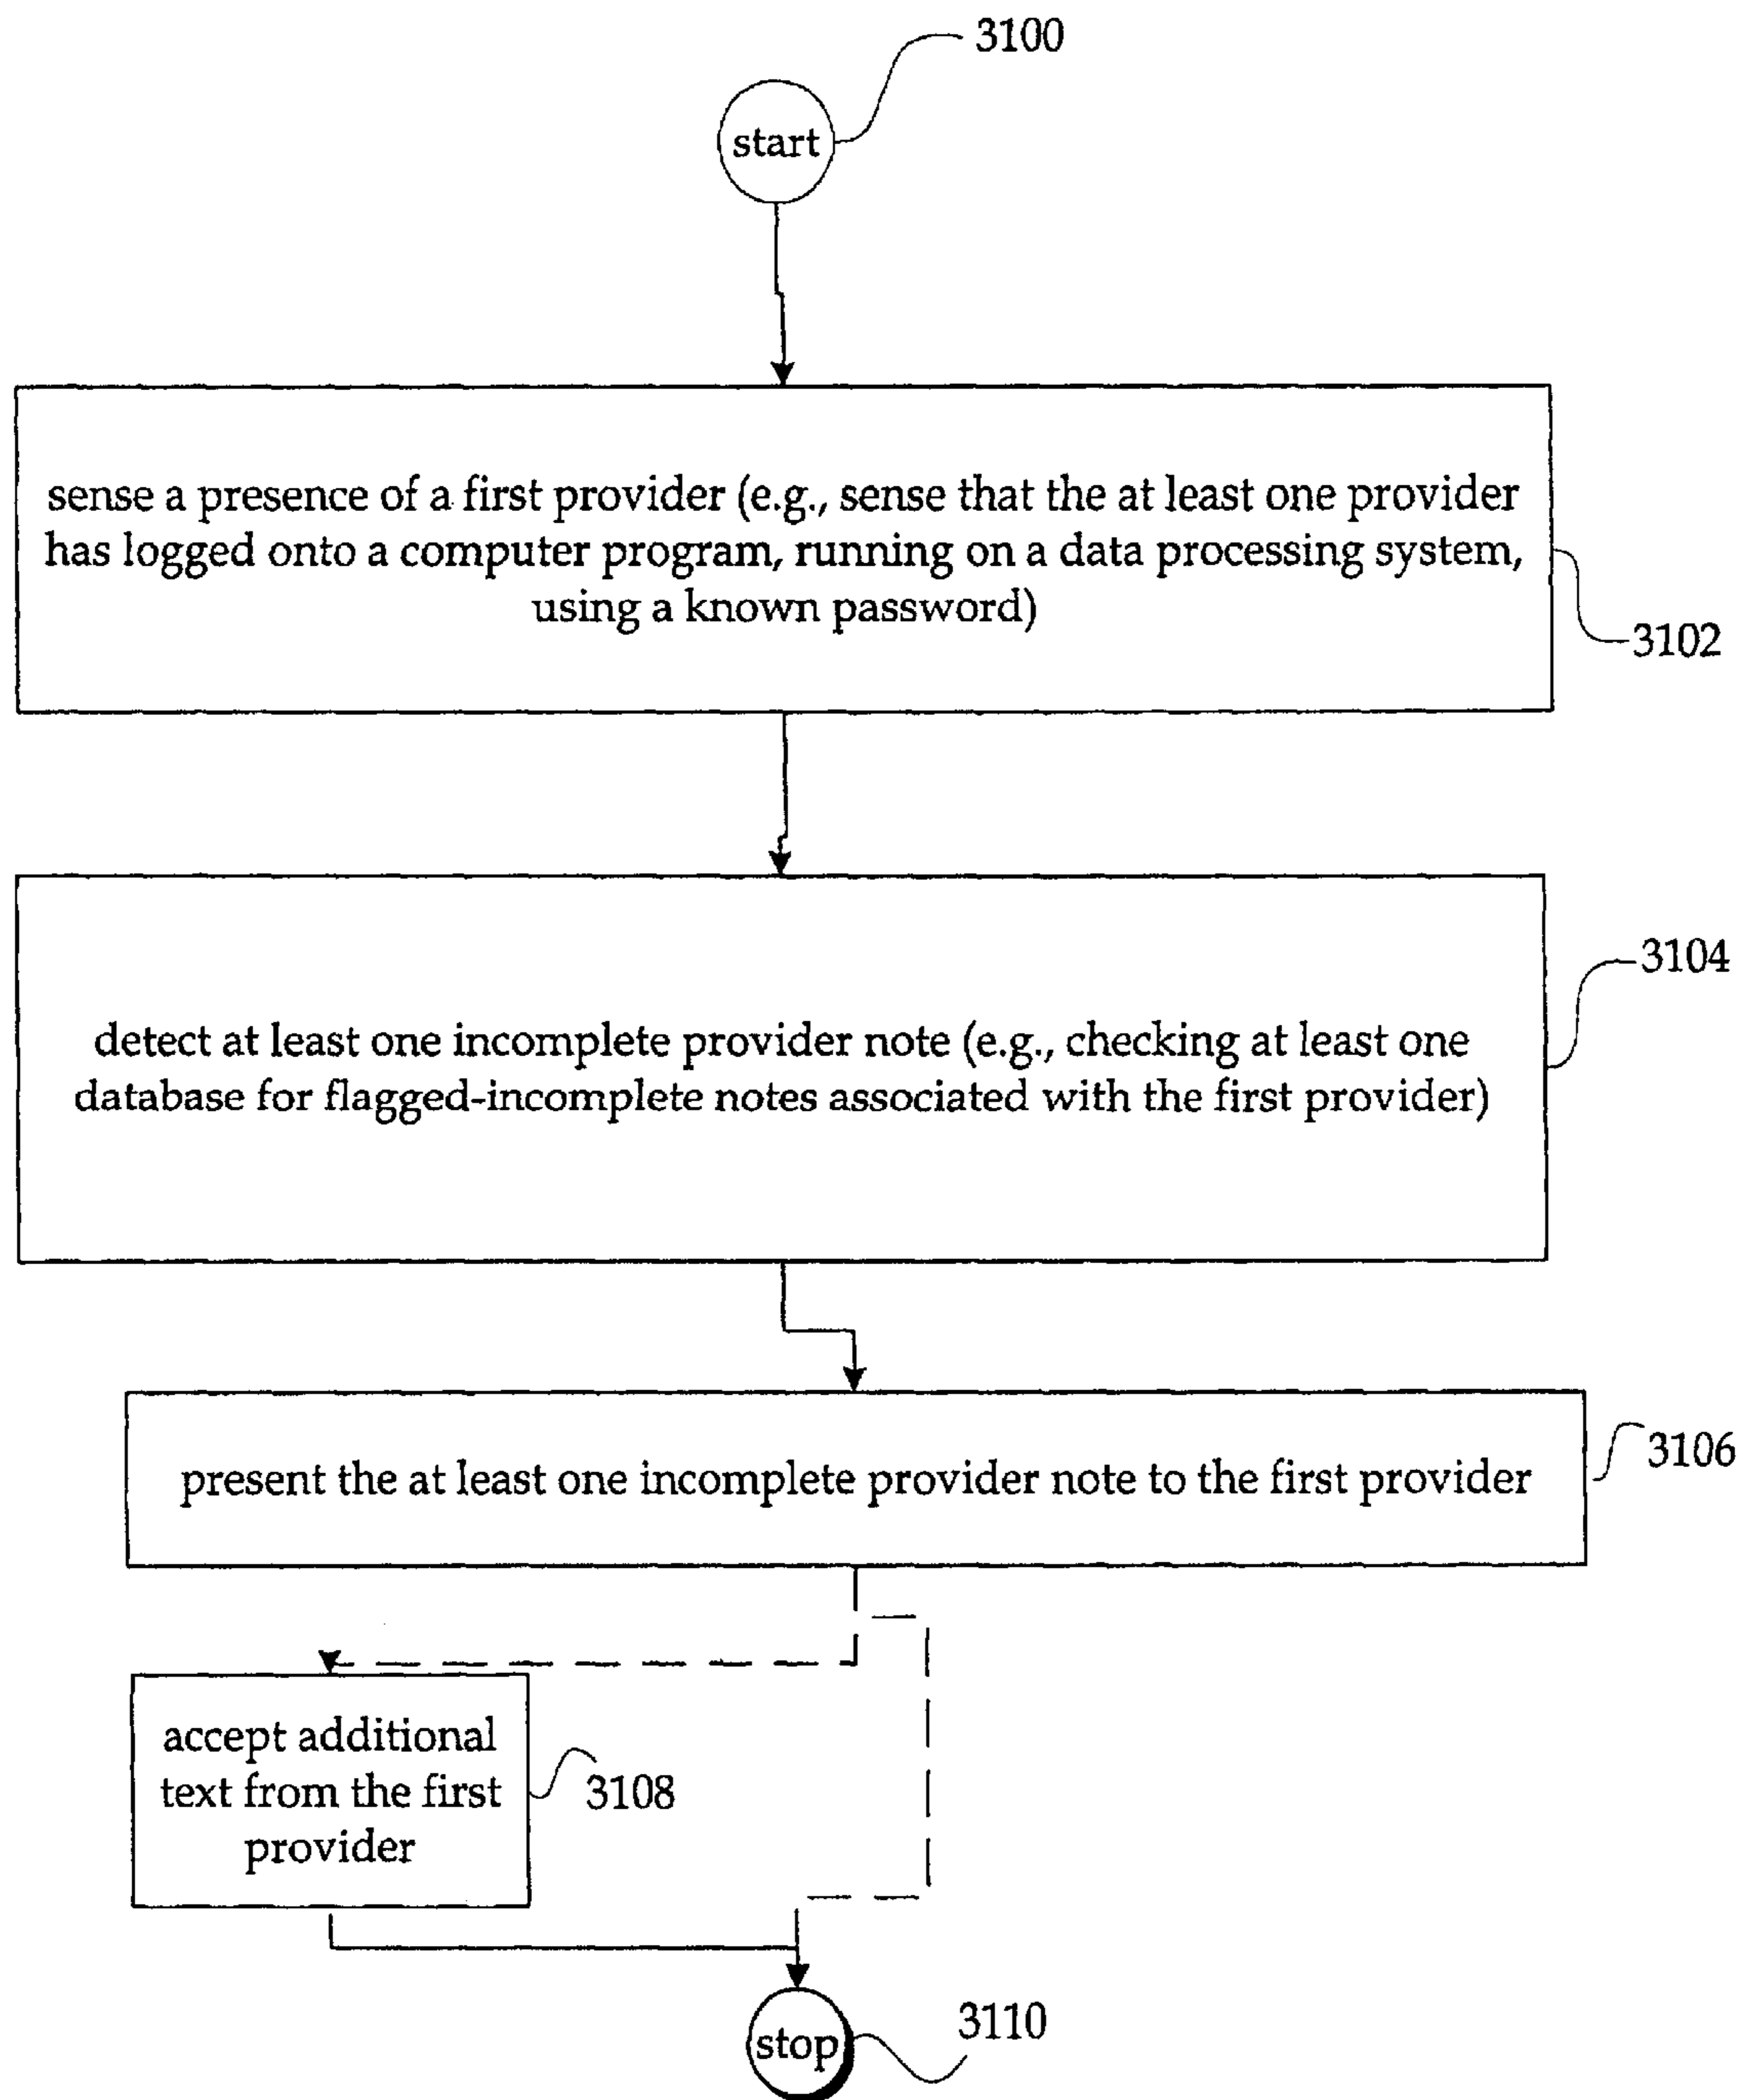 3100
start
sense a presence of a first provider (e.g., sense that the at least one provider
has logged onto a computer program, running on a data processing system,
using a known password)
3102
3104
detect at least one incomplete provider note (e.g., checking at least one
database for flagged-incomplete notes associated with the first provider)
3106
present the at least one incomplete provider note to the first provider
accept additional
text from the first
provider
3108
stop
3110